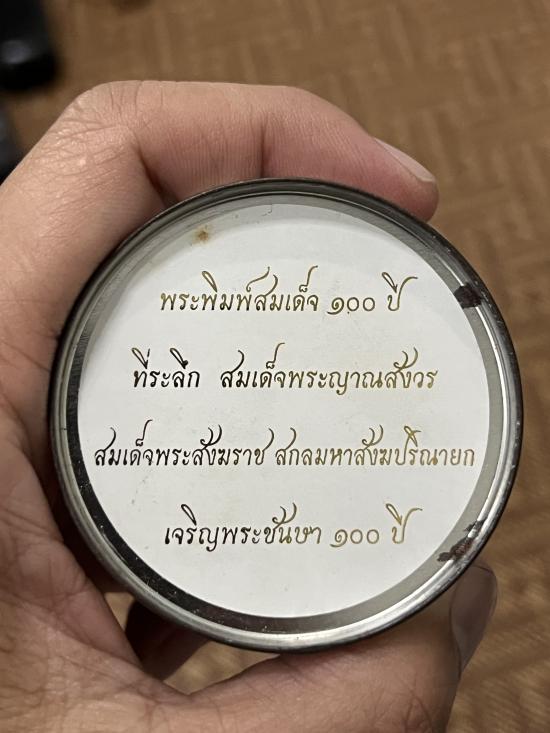 พระพิมพ์สมเด็จ ๑๐๐ ปี
ที่ระลึก สมเด็จพระญาณสังวร
สมเด็จพระสังฆราช สกลมหาสังฆปริณายก
เจริญพระชันษา ๑๐๐ ปี